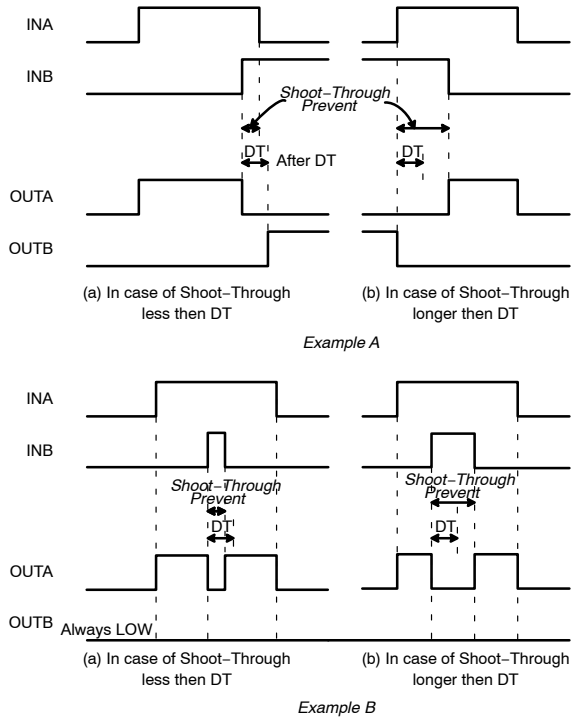 INA
INB
Shoot−Through
Prevent
DT
DT
After DT
OUTA
OUTB
(a) In case of Shoot−Through
less then DT
(b) In case of Shoot−Through
longer then DT
Example A
INA
INB
Shoot−Through
Prevent
Shoot−Through
Prevent
DT
DT
OUTA
OUTB
Always LOW
(a) In case of Shoot−Through
less then DT
(b) In case of Shoot−Through
longer then DT
Example B